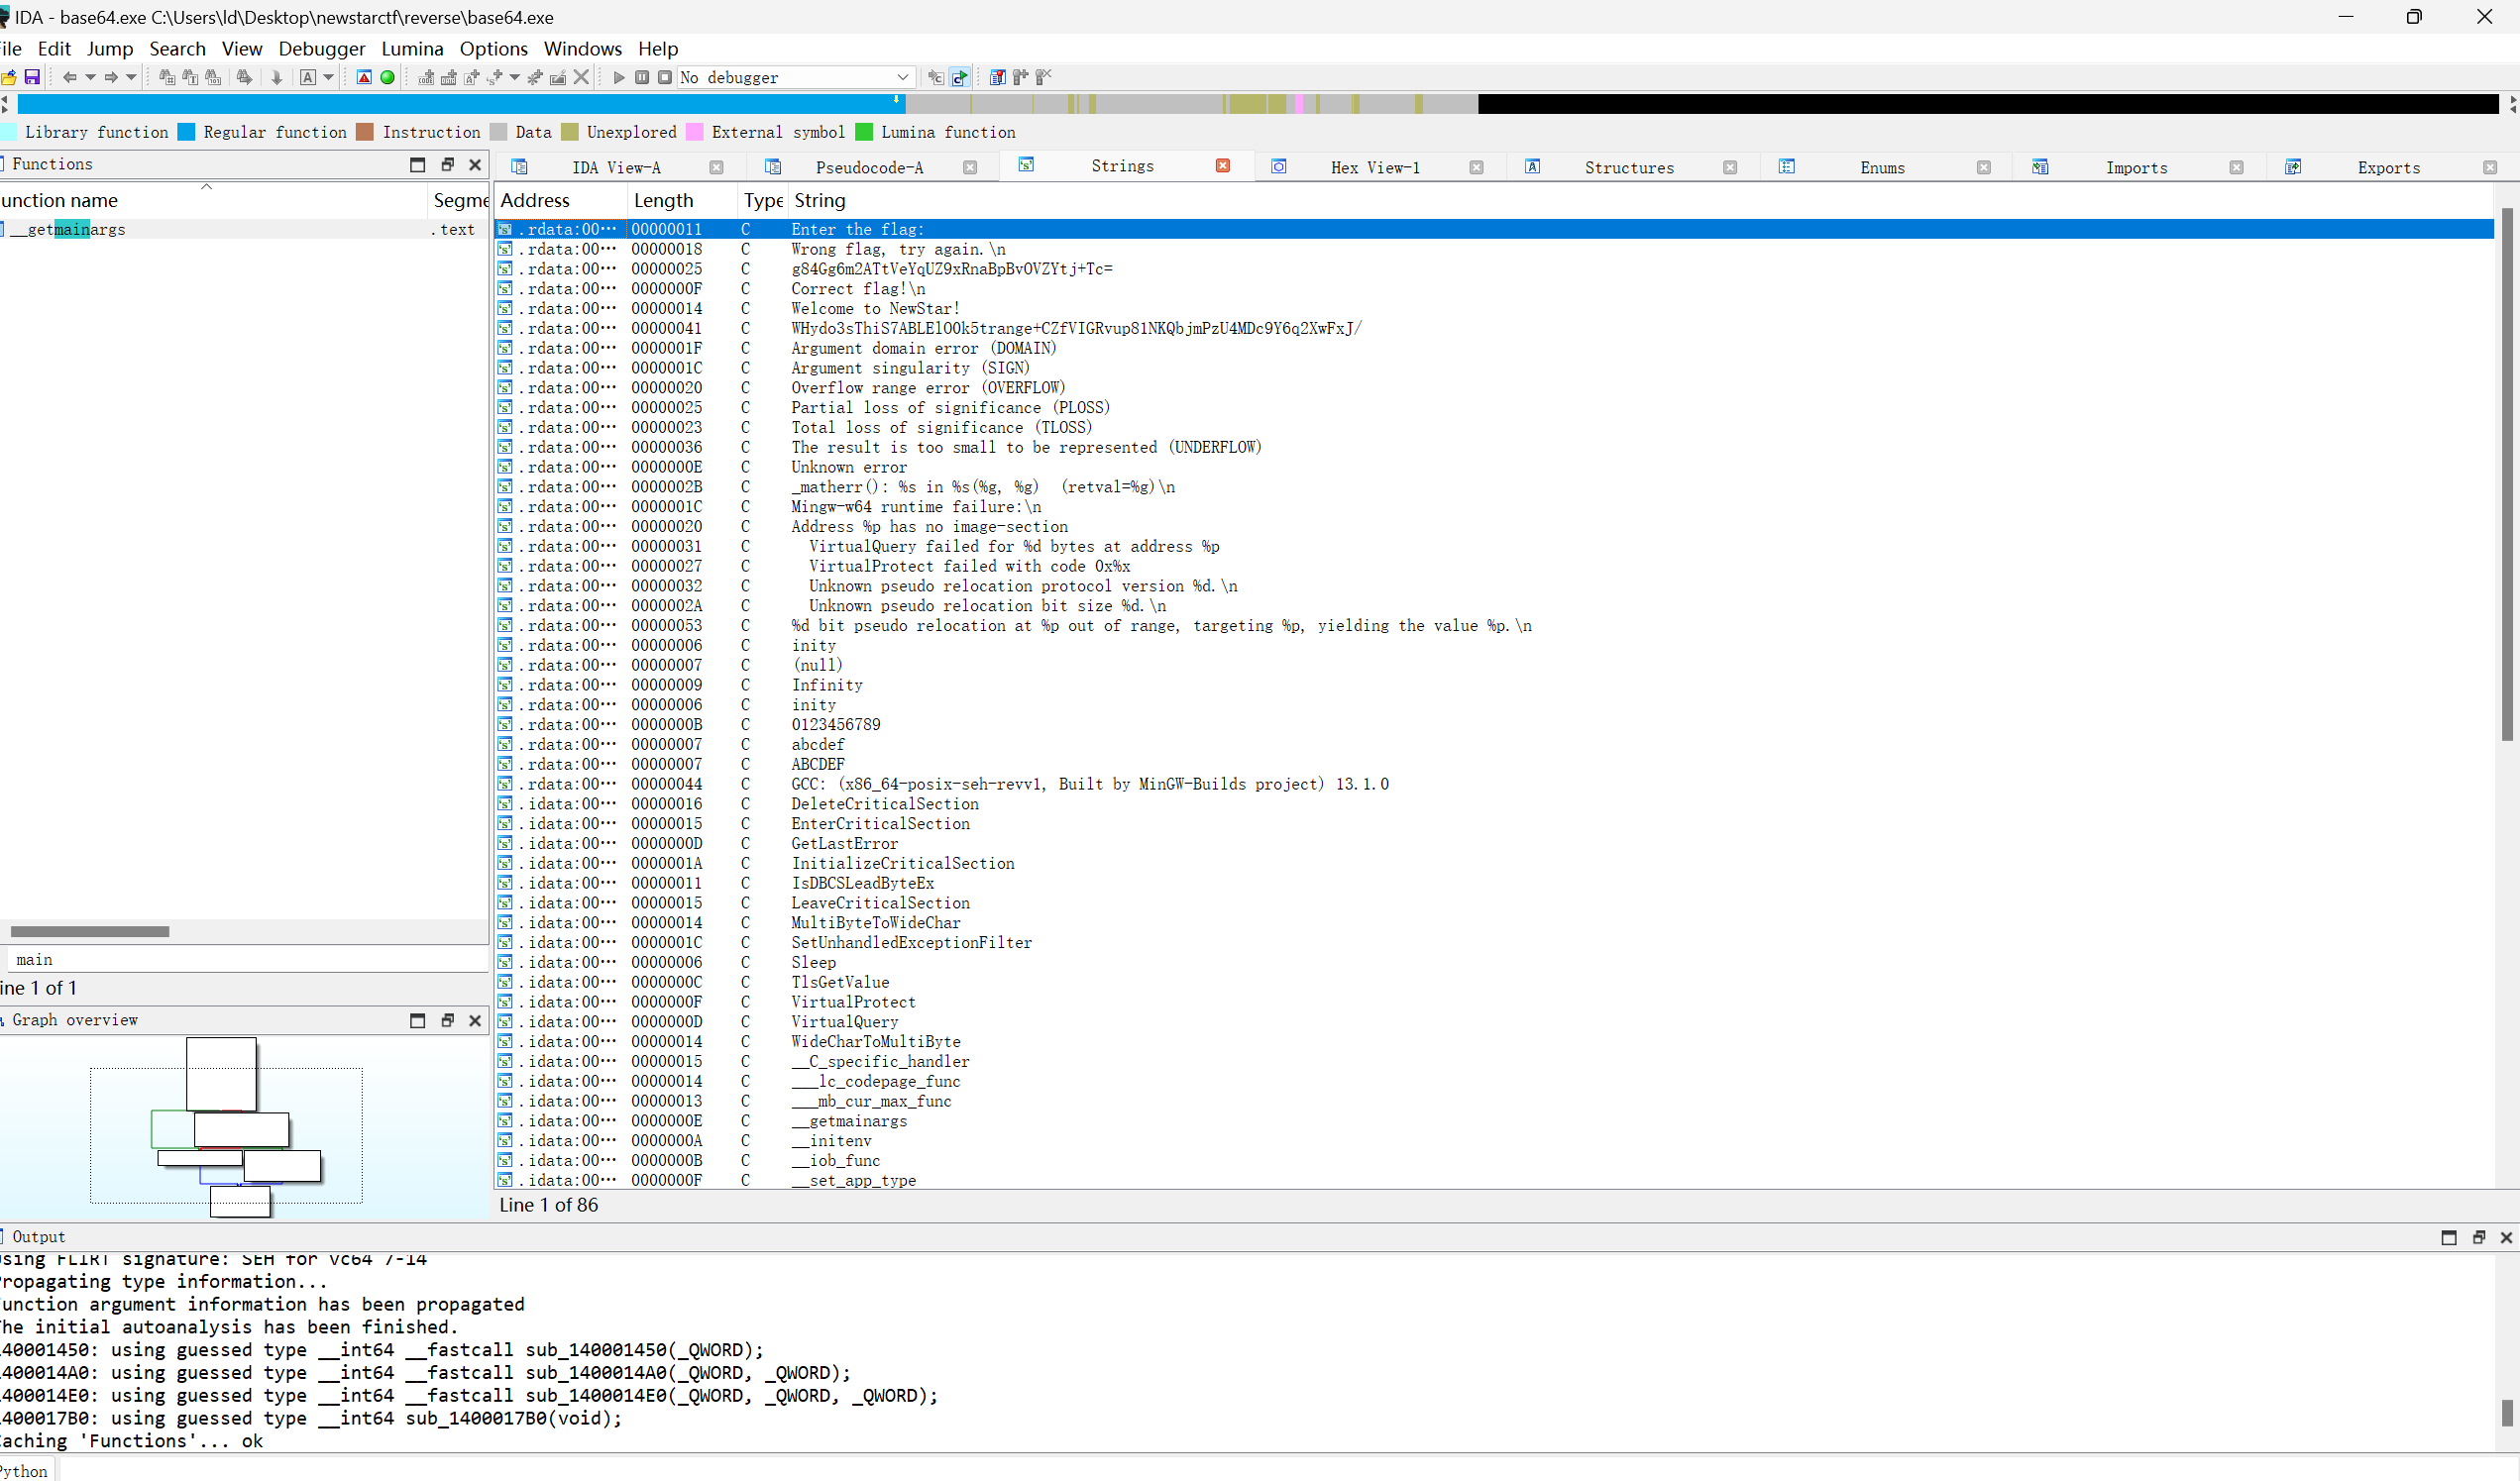 IDA - base64.exe C:\Users\ld\Desktop\newstarctf\reverse\base64.exe
ile Edit Jump Search View Debugger Lumina Options Windows Help
No debugger
Library function Regular function Instruction Data Unexplored External symbol Lumina function
Functions
IDA View-A Pseudocode-A Strings Hex View-1 Structures Enums Imports Exports
unction name Segme
__getmainargs .text
Address Length Type String
.rdata:00··· 00000011 C Enter the flag:
.rdata:00··· 00000018 C Wrong flag, try again.\n
.rdata:00··· 00000025 C g84Gg6m2ATtVeYqUZ9xRnaBpBvOVZYtj+Tc=
.rdata:00··· 0000000F C Correct flag!\n
.rdata:00··· 00000014 C Welcome to NewStar!
.rdata:00··· 00000041 C WHydo3sThiS7ABLElO0k5trange+CZfVIGRvup81NKQbjmPzU4MDc9Y6q2XwFxJ/
.rdata:00··· 0000001F C Argument domain error (DOMAIN)
.rdata:00··· 0000001C C Argument singularity (SIGN)
.rdata:00··· 00000020 C Overflow range error (OVERFLOW)
.rdata:00··· 00000025 C Partial loss of significance (PLOSS)
.rdata:00··· 00000023 C Total loss of significance (TLOSS)
.rdata:00··· 00000036 C The result is too small to be represented (UNDERFLOW)
.rdata:00··· 0000000E C Unknown error
.rdata:00··· 0000002B C _matherr(): %s in %s(%g, %g)  (retval=%g)\n
.rdata:00··· 0000001C C Mingw-w64 runtime failure:\n
.rdata:00··· 00000020 C Address %p has no image-section
.rdata:00··· 00000031 C   VirtualQuery failed for %d bytes at address %p
.rdata:00··· 00000027 C   VirtualProtect failed with code 0x%x
.rdata:00··· 00000032 C   Unknown pseudo relocation protocol version %d.\n
.rdata:00··· 0000002A C   Unknown pseudo relocation bit size %d.\n
.rdata:00··· 00000053 C %d bit pseudo relocation at %p out of range, targeting %p, yielding the value %p.\n
.rdata:00··· 00000006 C inity
.rdata:00··· 00000007 C (null)
.rdata:00··· 00000009 C Infinity
.rdata:00··· 00000006 C inity
.rdata:00··· 0000000B C 0123456789
.rdata:00··· 00000007 C abcdef
.rdata:00··· 00000007 C ABCDEF
.rdata:00··· 00000044 C GCC: (x86_64-posix-seh-rev1, Built by MinGW-Builds project) 13.1.0
.idata:00··· 00000016 C DeleteCriticalSection
.idata:00··· 00000015 C EnterCriticalSection
.idata:00··· 0000000D C GetLastError
.idata:00··· 0000001A C InitializeCriticalSection
.idata:00··· 00000011 C IsDBCSLeadByteEx
.idata:00··· 00000015 C LeaveCriticalSection
.idata:00··· 00000014 C MultiByteToWideChar
.idata:00··· 0000001C C SetUnhandledExceptionFilter
.idata:00··· 00000006 C Sleep
.idata:00··· 0000000C C TlsGetValue
.idata:00··· 0000000F C VirtualProtect
.idata:00··· 0000000D C VirtualQuery
.idata:00··· 00000014 C WideCharToMultiByte
.idata:00··· 00000015 C __C_specific_handler
.idata:00··· 00000014 C ___lc_codepage_func
.idata:00··· 00000013 C ___mb_cur_max_func
.idata:00··· 0000000E C __getmainargs
.idata:00··· 0000000A C __initenv
.idata:00··· 0000000B C __iob_func
.idata:00··· 0000000F C __set_app_type
main
ine 1 of 1
Graph overview
Line 1 of 86
Output
sing FLIRT signature: SEH for vc64 7-14
ropagating type information...
unction argument information has been propagated
he initial autoanalysis has been finished.
40001450: using guessed type __int64 __fastcall sub_140001450(_QWORD);
400014A0: using guessed type __int64 __fastcall sub_1400014A0(_QWORD, _QWORD);
400014E0: using guessed type __int64 __fastcall sub_1400014E0(_QWORD, _QWORD, _QWORD);
400017B0: using guessed type __int64 sub_1400017B0(void);
aching 'Functions'... ok
Python